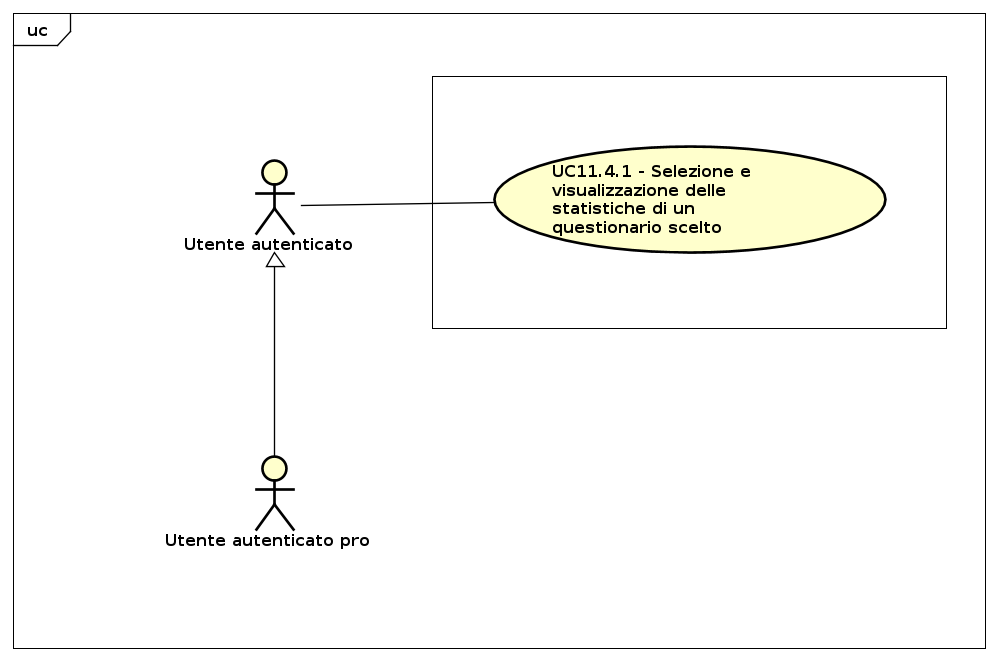 uc
UC11.4.1 - Selezione e
visualizzazione delle
statistiche di un
questionario scelto
Utente autenticato
Utente autenticato pro